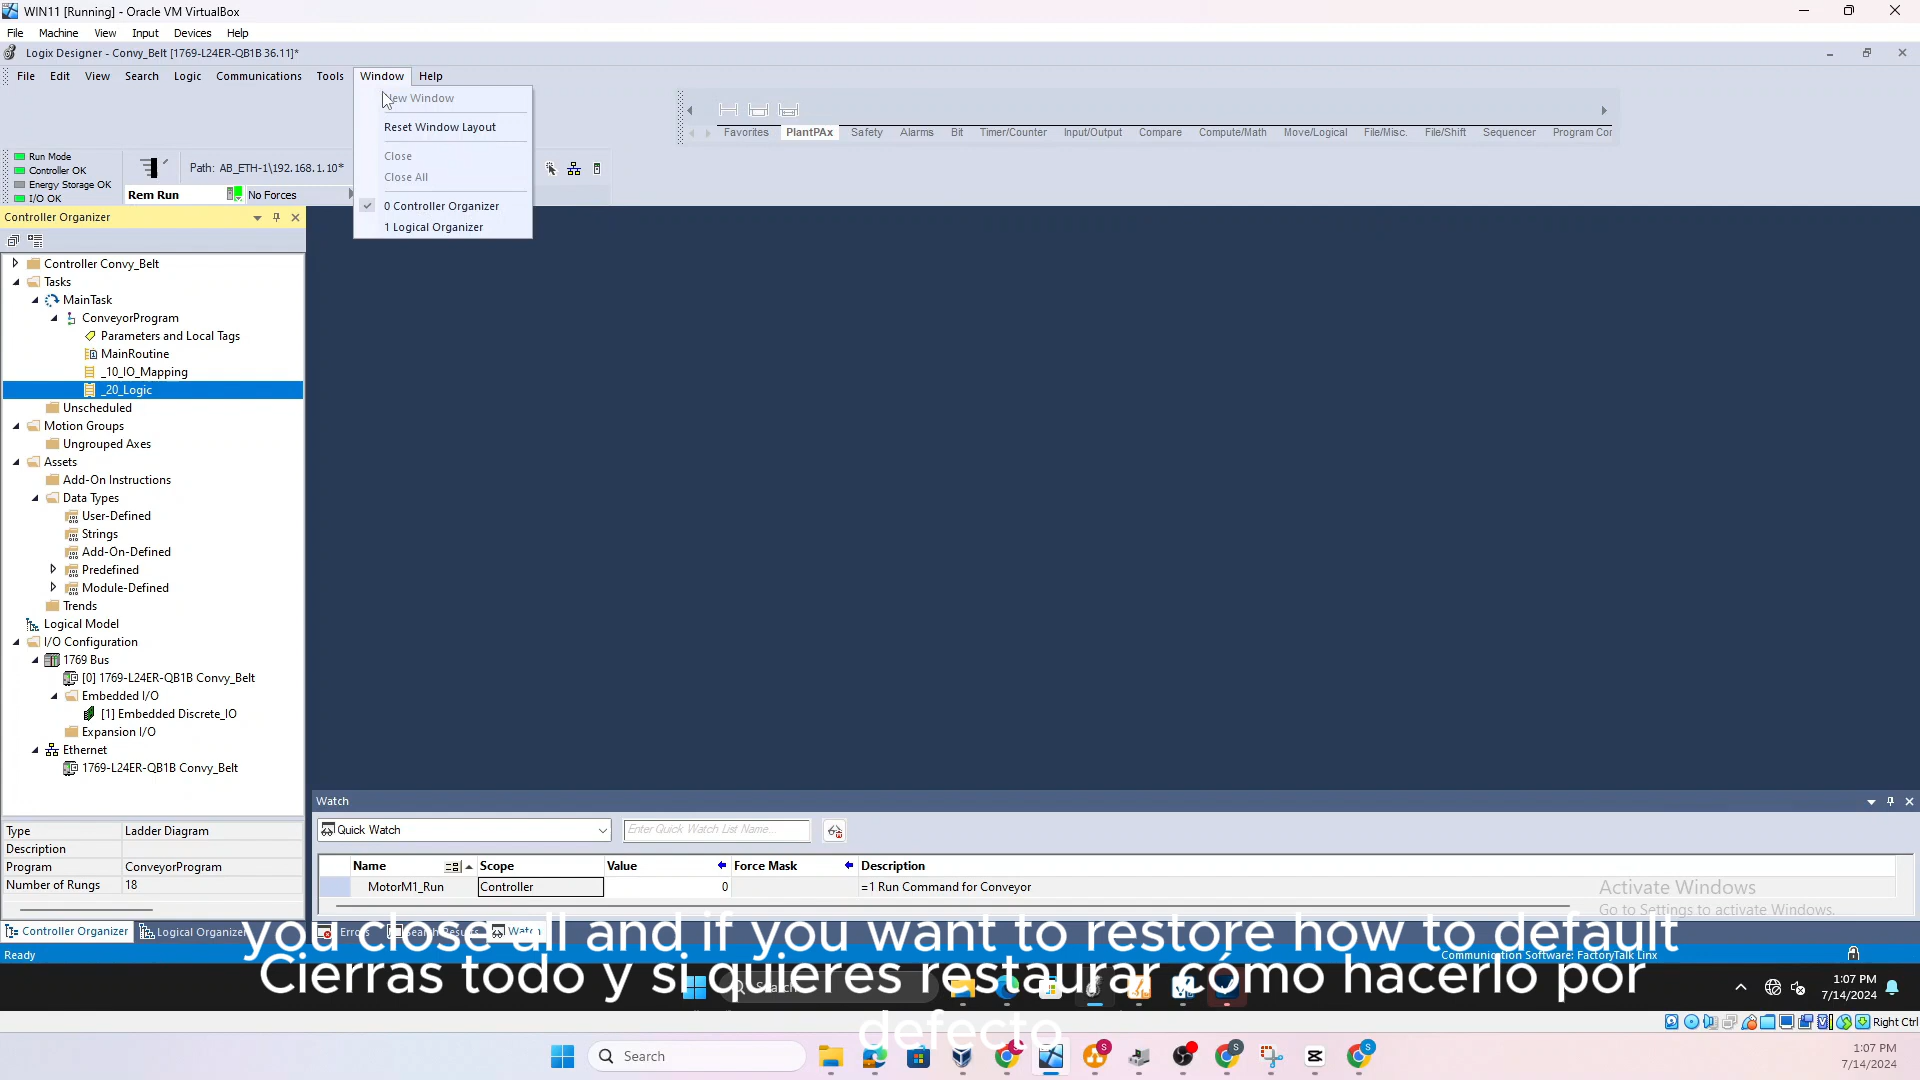 WIN11 [Running] - Oracle VM VirtualBox
File Machine View Input Devices Help
Logix Designer - Convy_Belt [1769-L24ER-QB1B 36.11]*
File Edit View Search Logic Communications Tools Window Help
New Window
Reset Window Layout
Close
Close All
0 Controller Organizer
1 Logical Organizer
Favorites PlantPAx Safety Alarms Bit Timer/Counter Input/Output Compare Compute/Math Move/Logical File/Misc. File/Shift Sequencer Program Cor
Run Mode
Controller OK
Energy Storage OK
I/O OK
Path: AB_ETH-1\192.168.1.10*
Rem Run No Forces
Controller Organizer
Controller Convy_Belt
Tasks
MainTask
ConveyorProgram
Parameters and Local Tags
MainRoutine
_10_IO_Mapping
_20_Logic
Unscheduled
Motion Groups
Ungrouped Axes
Assets
Add-On Instructions
Data Types
User-Defined
Strings
Add-On-Defined
Predefined
Module-Defined
Trends
Logical Model
I/O Configuration
1769 Bus
[0] 1769-L24ER-QB1B Convy_Belt
Embedded I/O
[1] Embedded Discrete_IO
Expansion I/O
Ethernet
1769-L24ER-QB1B Convy_Belt
Type Ladder Diagram
Description
Program ConveyorProgram
Number of Rungs 18
Watch
Quick Watch Enter Quick Watch List Name...
Name Scope Value Force Mask Description
MotorM1_Run Controller 0 =1 Run Command for Conveyor
Activate Windows
Go to Settings to activate Windows.
Controller Organizer Logical Organizer Errors Search Results Watch
you close all and if you want to restore how to default
Ready
Communication Software: FactoryTalk Linx
Cierras todo y si quieres restaurar cómo hacerlo por
defecto
Search
1:07 PM
7/14/2024
Right Ctrl
Search
1:07 PM
7/14/2024